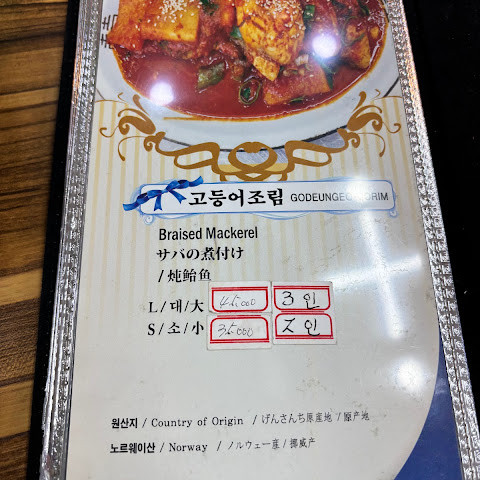 고등어조림 GODEUNGEO JORIM
Braised Mackerel
サバの煮付け
/ 炖鲐鱼
L / 대 / 大 45,000 3인
S / 소 / 小 35,000 2인
원산지 / Country of Origin / げんさんち原産地 / 原产地
노르웨이산 / Norway / ノルウェー産 / 挪威产